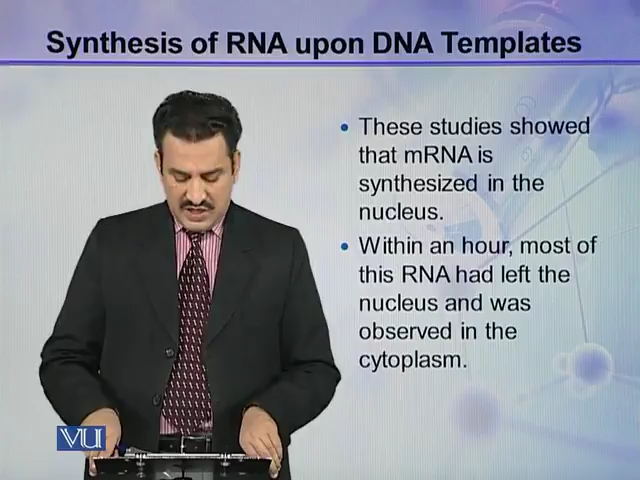 Synthesis of RNA upon DNA Templates
• These studies showed
that mRNA is
synthesized in the
nucleus.
• Within an hour, most of
this RNA had left the
nucleus and was
observed in the
cytoplasm.
VU